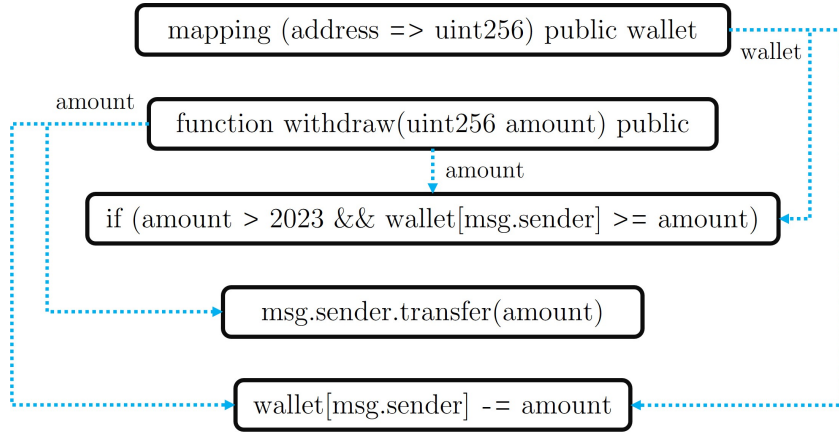 mapping (address => uint256) public wallet
wallet
amount
function withdraw(uint256 amount) public
amount
if (amount > 2023 && wallet[msg.sender] >= amount)
msg.sender.transfer(amount)
wallet[msg.sender] -= amount